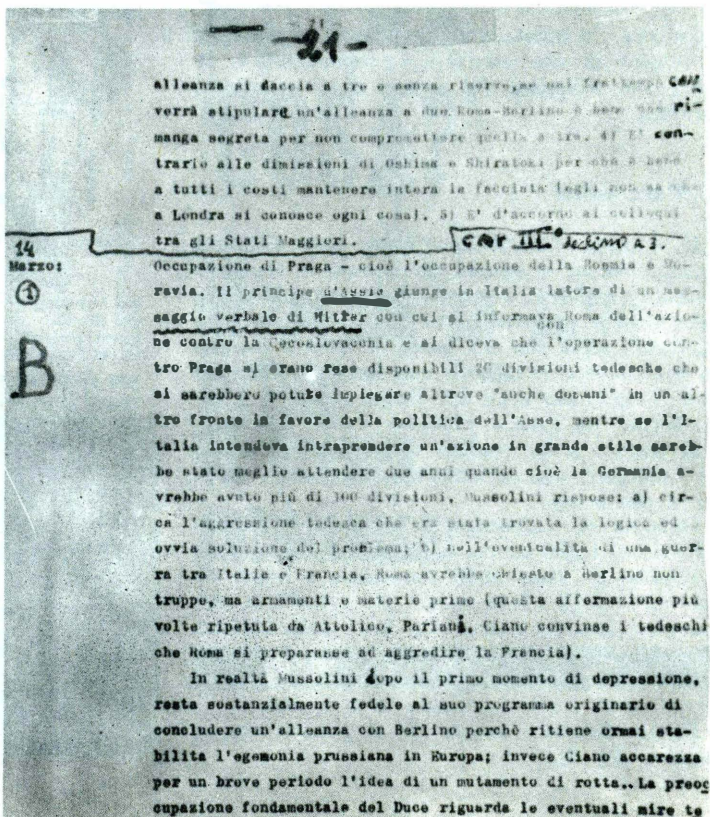 -21-
alleanza si faccia a tre e senza riserve, se nel frattempo con
verrà stipulare un'alleanza a due Roma-Berlino è bene che ri-
manga segreta per non compromettere quella a tre. 4) E' con-
trario alle dimissioni di Oshima e Shiratori perchè è bene
a tutti i costi mantenere intera la facciata (egli non sa che
a Londra si conosce ogni cosa). 5) E' d'accordo ai colloqui
tra gli Stati Maggiori.
14
Marzo:
①
B
Occupazione di Praga - cioè l'occupazione della Boemia e Mo-
ravia. Il principe d'Assia giunge in Italia latore di un mes-
saggio verbale di Hitler con cui si informava Roma dell'azio-
con
ne contro la Cecoslovacchia e si diceva che l'operazione con-
tro Praga si erano rese disponibili 20 divisioni tedesche che
si sarebbero potute impiegare altrove "anche domani" in un al-
tro fronte in favore della politica dell'Asse, mentre se l'I-
talia intendeva intraprendere un'azione in grande stile sareb-
be stato meglio attendere due anni quando cioè la Germania a-
vrebbe avuto più di 100 divisioni. Mussolini rispose: a) cir-
ca l'aggressione tedesca che era stata trovata la logica ed
ovvia soluzione del problema; b) nell'eventualità di una guer-
ra tra Italia e Francia, Roma avrebbe chiesto a Berlino non
truppe, ma armamenti e materie prime (questa affermazione più
volte ripetuta da Attolico, Pariani, Ciano convinse i tedeschi
che Roma si preparasse ad aggredire la Francia).
In realtà Mussolini dopo il primo momento di depressione,
resta sostanzialmente fedele al suo programma originario di
concludere un'alleanza con Berlino perchè ritiene ormai sta-
bilita l'egemonia prussiana in Europa; invece Ciano accarezza
per un breve periodo l'idea di un mutamento di rotta.. La preoc
cupazione fondamentale del Duce riguarda le eventuali mire te